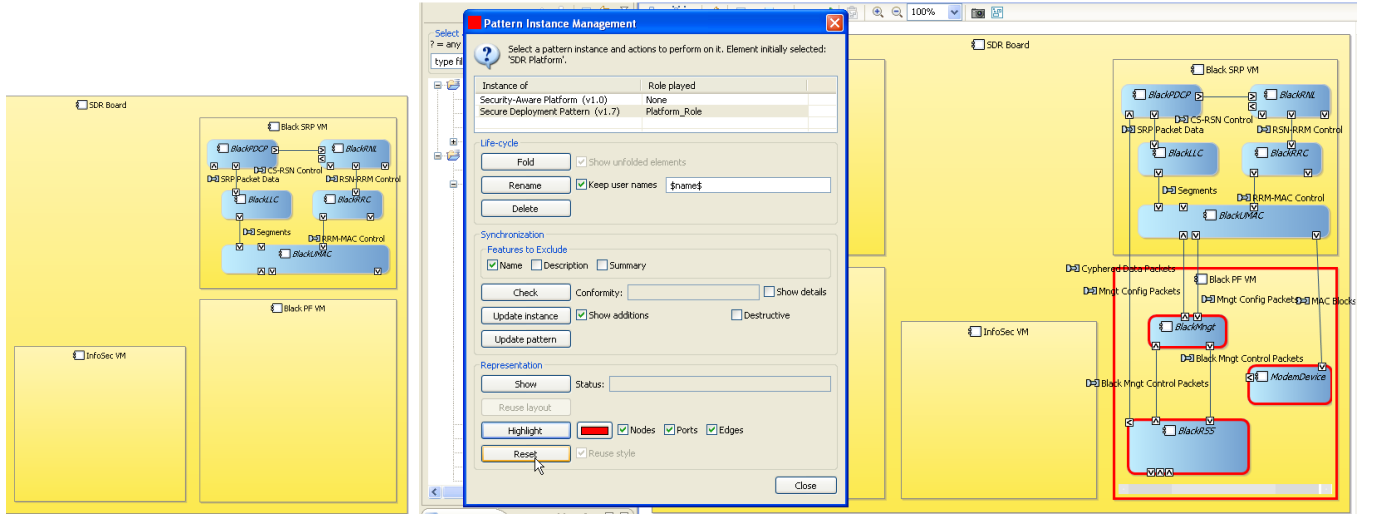 SDR Board
Black SRP VM
BlackPDCP
BlackRNL
CS-RSN Control
SRP Packet Data
RSN-RRM Control
BlackLLC
BlackRRC
Segments
RRM-MAC Control
BlackUMAC
Black PF VM
InfoSec VM
Select
? = any
type fil
Pattern Instance Management
Select a pattern instance and actions to perform on it. Element initially selected:
'SDR Platform'.
Instance of Role played
Security-Aware Platform (v1.0) None
Secure Deployment Pattern (v1.7) Platform_Role
Life-cycle
Fold Show unfolded elements
Rename Keep user names $name$
Delete
Synchronization
Features to Exclude
Name Description Summary
Check Conformity: Show details
Update instance Show additions Destructive
Update pattern
Representation
Show Status:
Reuse layout
Highlight Nodes Ports Edges
Reset Reuse style
Close
100%
SDR Board
Black SRP VM
BlackPDCP
BlackRNL
CS-RSN Control
SRP Packet Data
RSN-RRM Control
BlackLLC
BlackRRC
Segments
RRM-MAC Control
BlackUMAC
Cyphered Data Packets
Black PF VM
Mngt Config Packets
Mngt Config Packets
MAC Blocks
BlackMngt
InfoSec VM
Black Mngt Control Packets
ModemDevice
Black Mngt Control Packets
BlackRSS